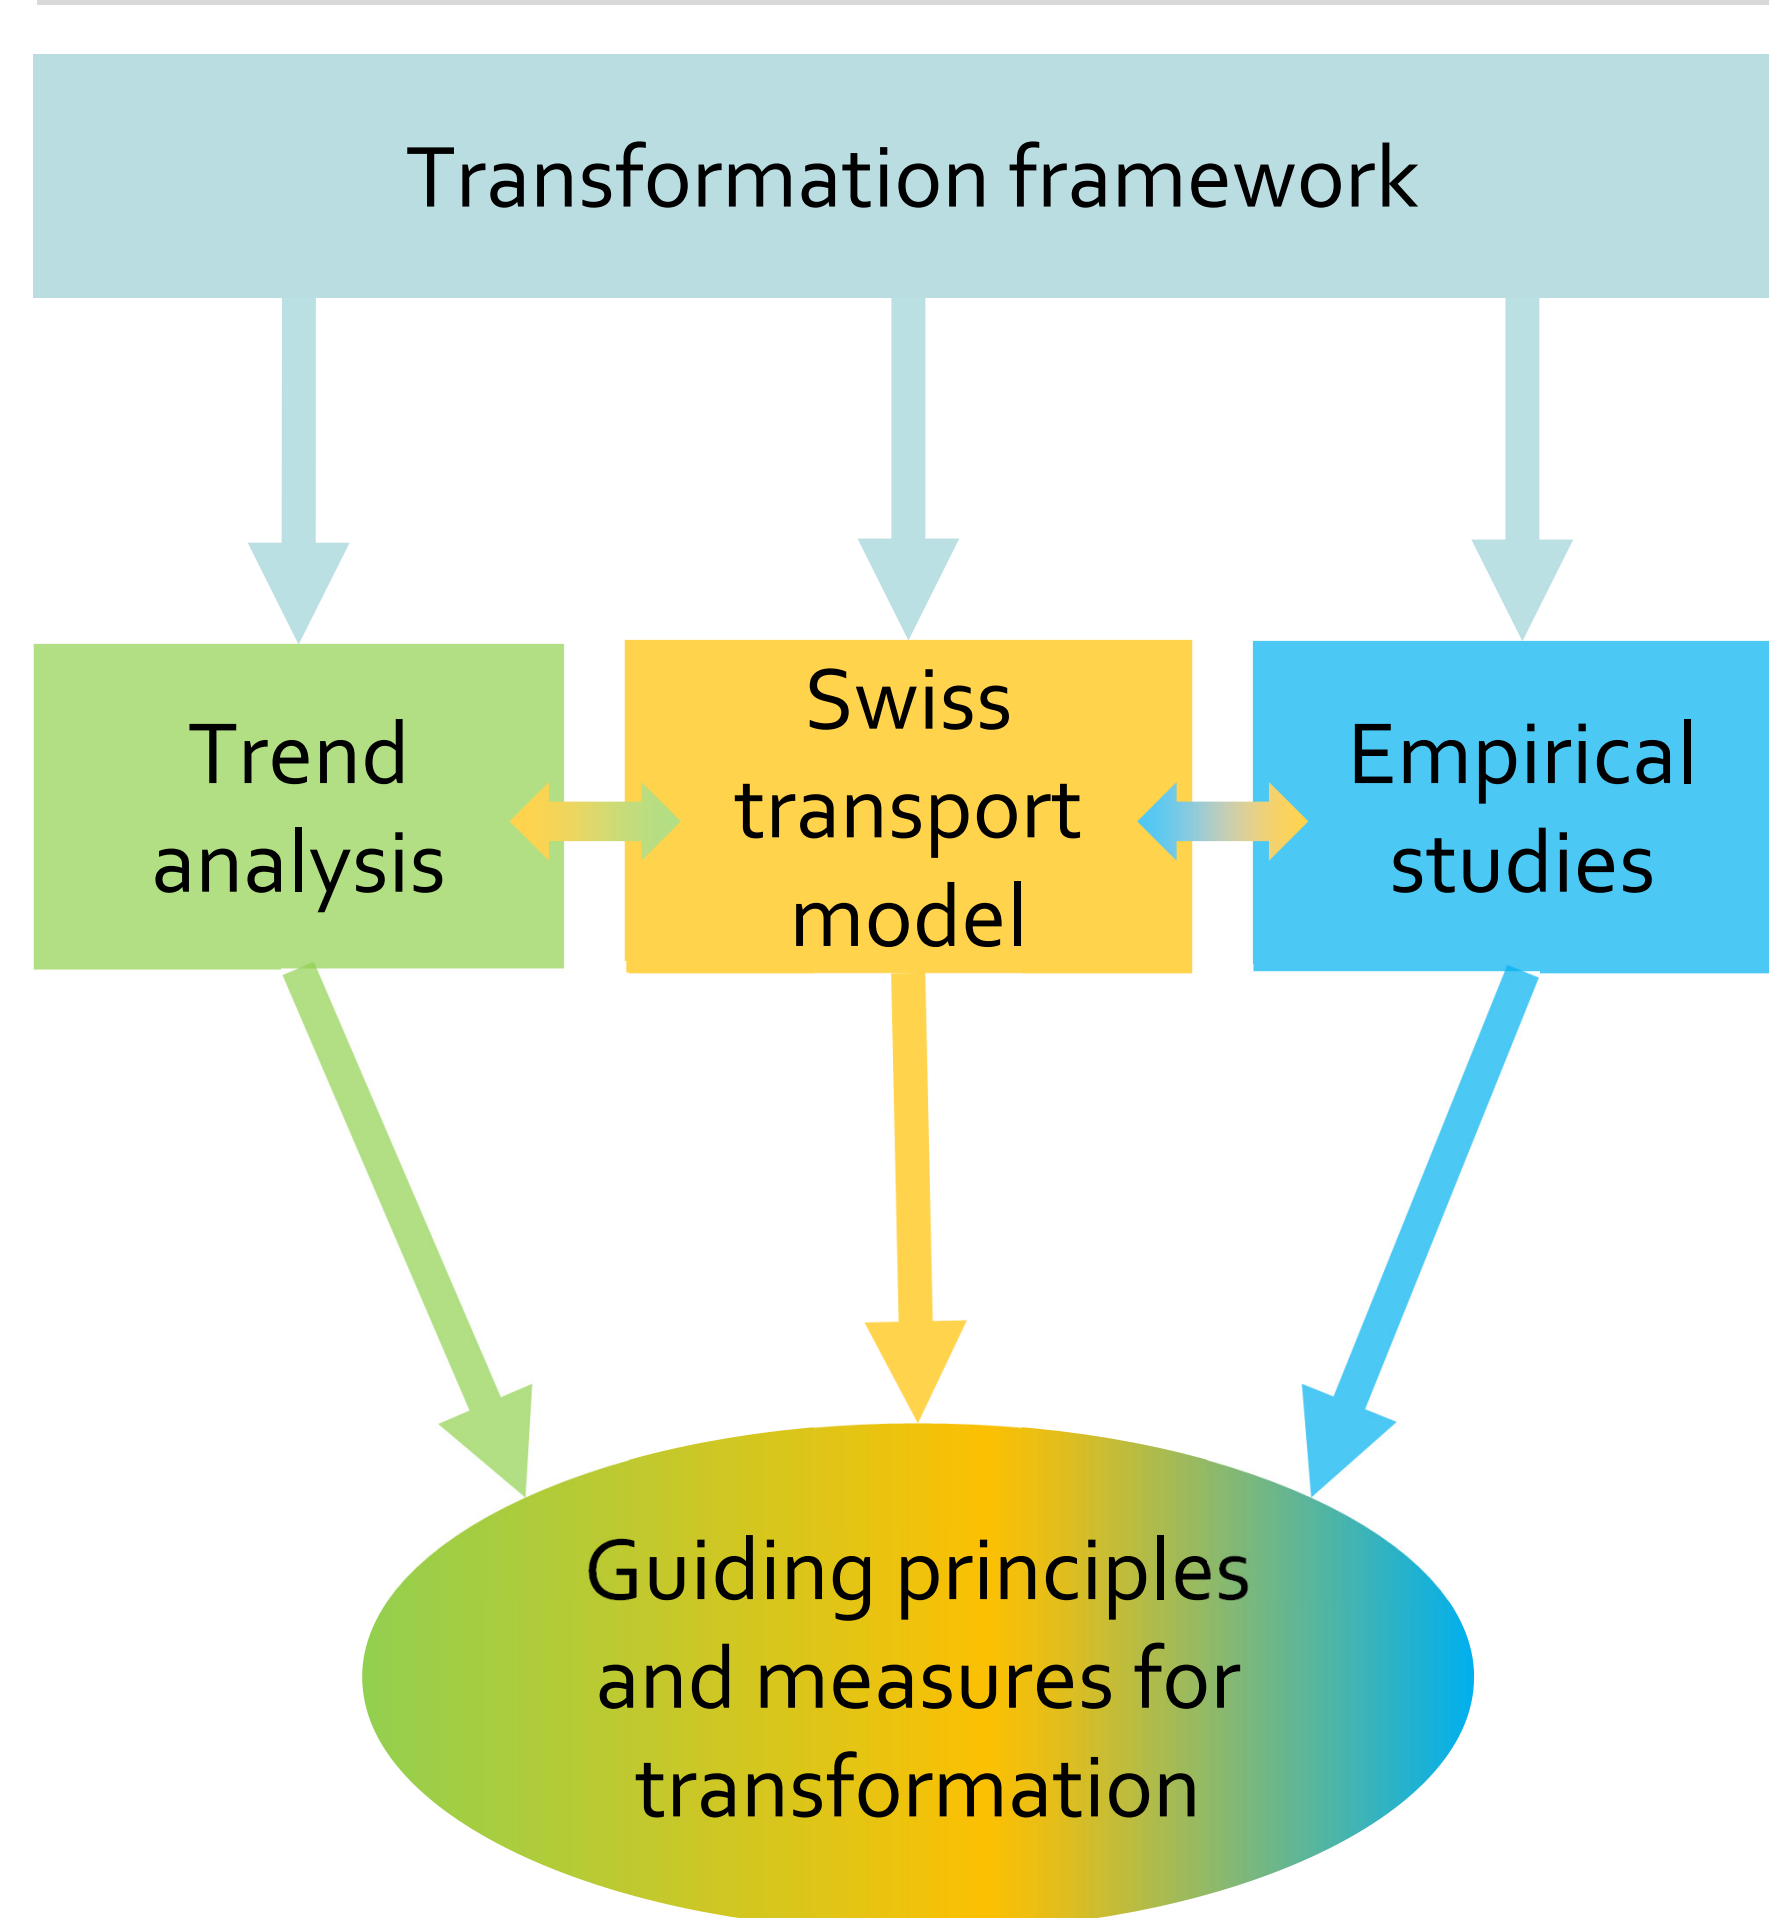 Transformation framework
Trend
analysis
Swiss
transport
model
Empirical
studies
Guiding principles
and measures for
transformation